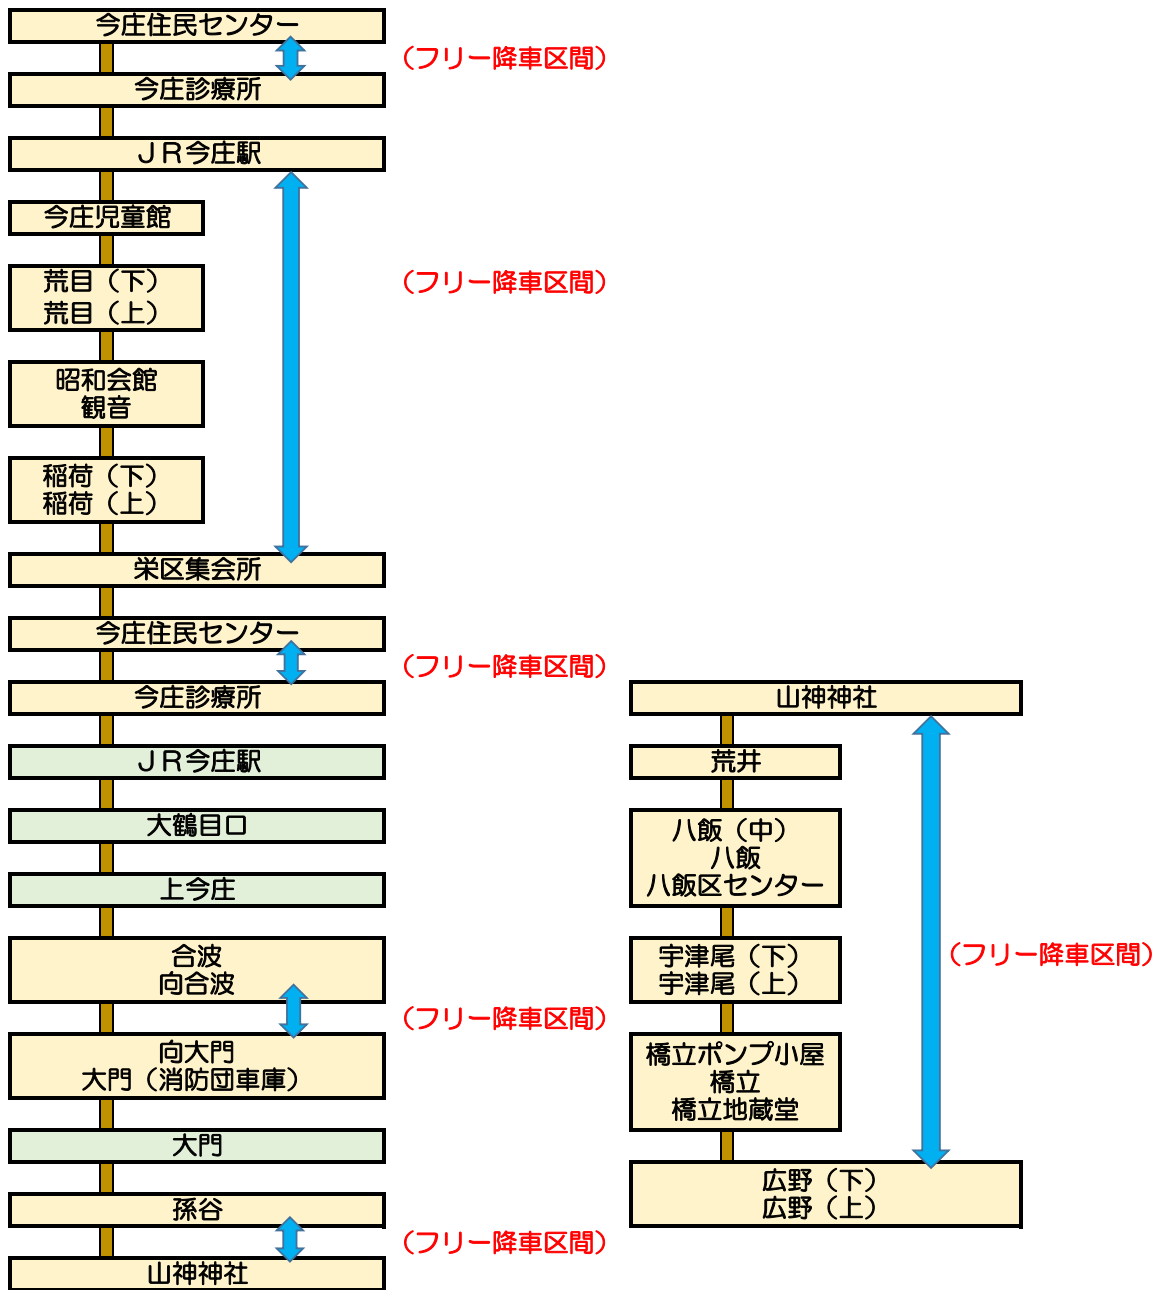 今庄住民センター
（フリー降車区間）
今庄診療所
ＪＲ今庄駅
今庄児童館
荒目（下）
荒目（上）
（フリー降車区間）
昭和会館
観音
稲荷（下）
稲荷（上）
栄区集会所
今庄住民センター
（フリー降車区間）
今庄診療所
ＪＲ今庄駅
大鶴目口
上今庄
合波
向合波
（フリー降車区間）
向大門
大門（消防団車庫）
大門
孫谷
（フリー降車区間）
山神神社
山神神社
荒井
八飯（中）
八飯
八飯区センター
宇津尾（下）
宇津尾（上）
（フリー降車区間）
橋立ポンプ小屋
橋立
橋立地蔵堂
広野（下）
広野（上）